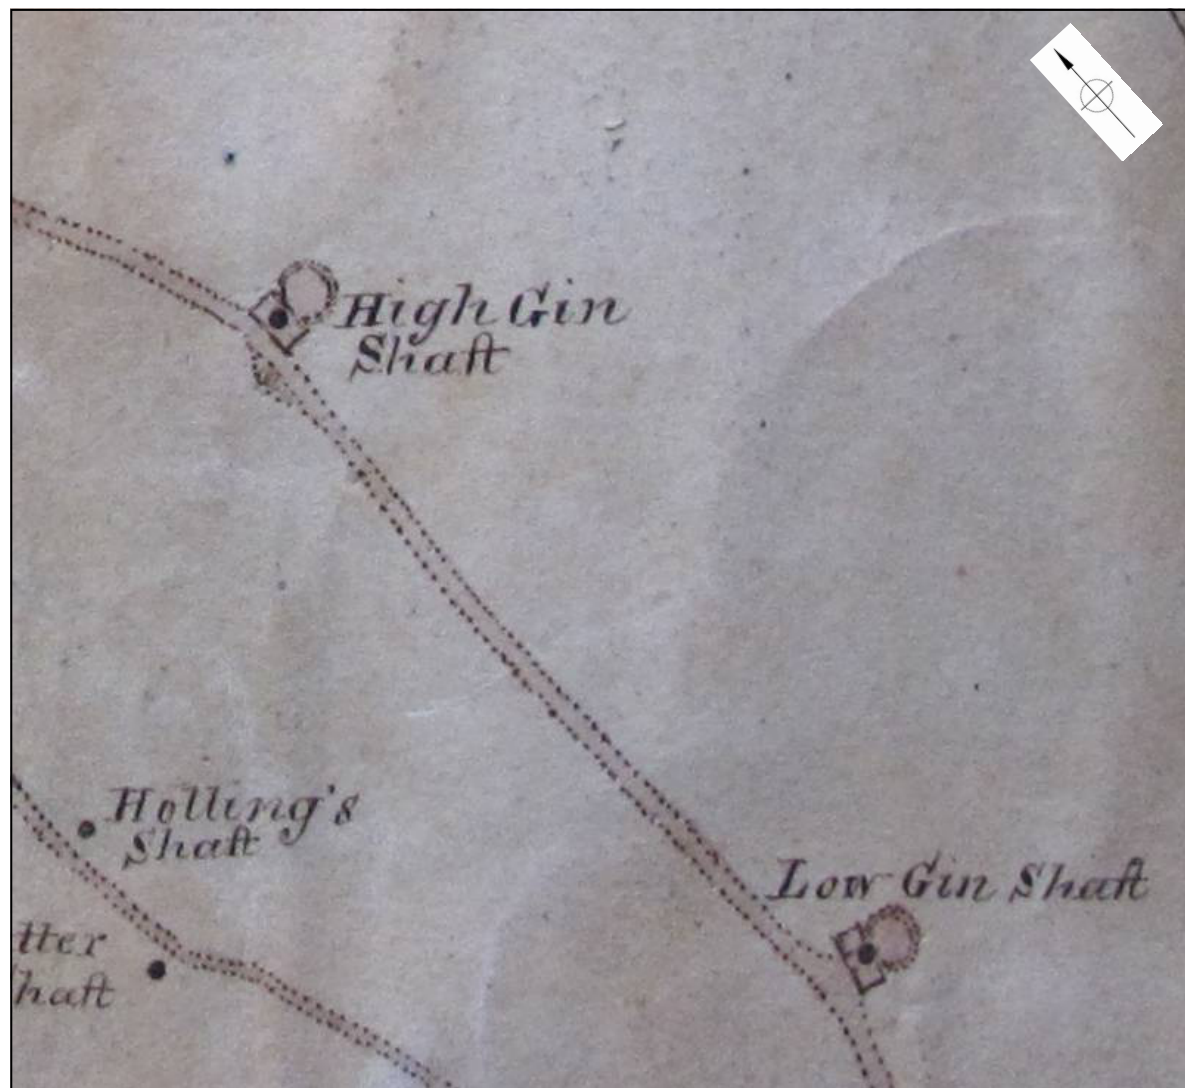 High Gin
Shaft
Holling's
Shaft
Low Gin Shaft
tter
haft